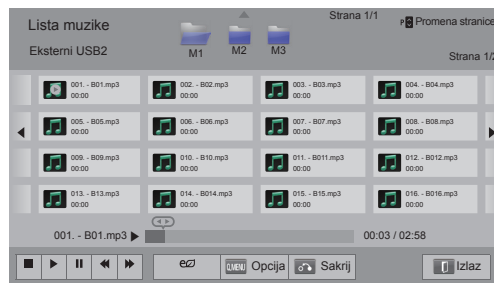 Lista muzike
Strana 1/1
P Promena stranice
Eksterni USB2
M1 M2 M3
Strana 1/2
001. - B01.mp3
00:00
002. - B02.mp3
00:00
003. - B03.mp3
00:00
004. - B04.mp3
00:00
005. - B05.mp3
00:00
006. - B06.mp3
00:00
007. - B07.mp3
00:00
008. - B08.mp3
00:00
009. - B09.mp3
00:00
010. - B10.mp3
00:00
011. - B011.mp3
00:00
012. - B012.mp3
00:00
013. - B13.mp3
00:00
014. - B014.mp3
00:00
015. - B15.mp3
00:00
016. - B016.mp3
00:00
001. - B01.mp3
00:03 / 02:58
Q.MENU Opcija
Sakrij
Izlaz